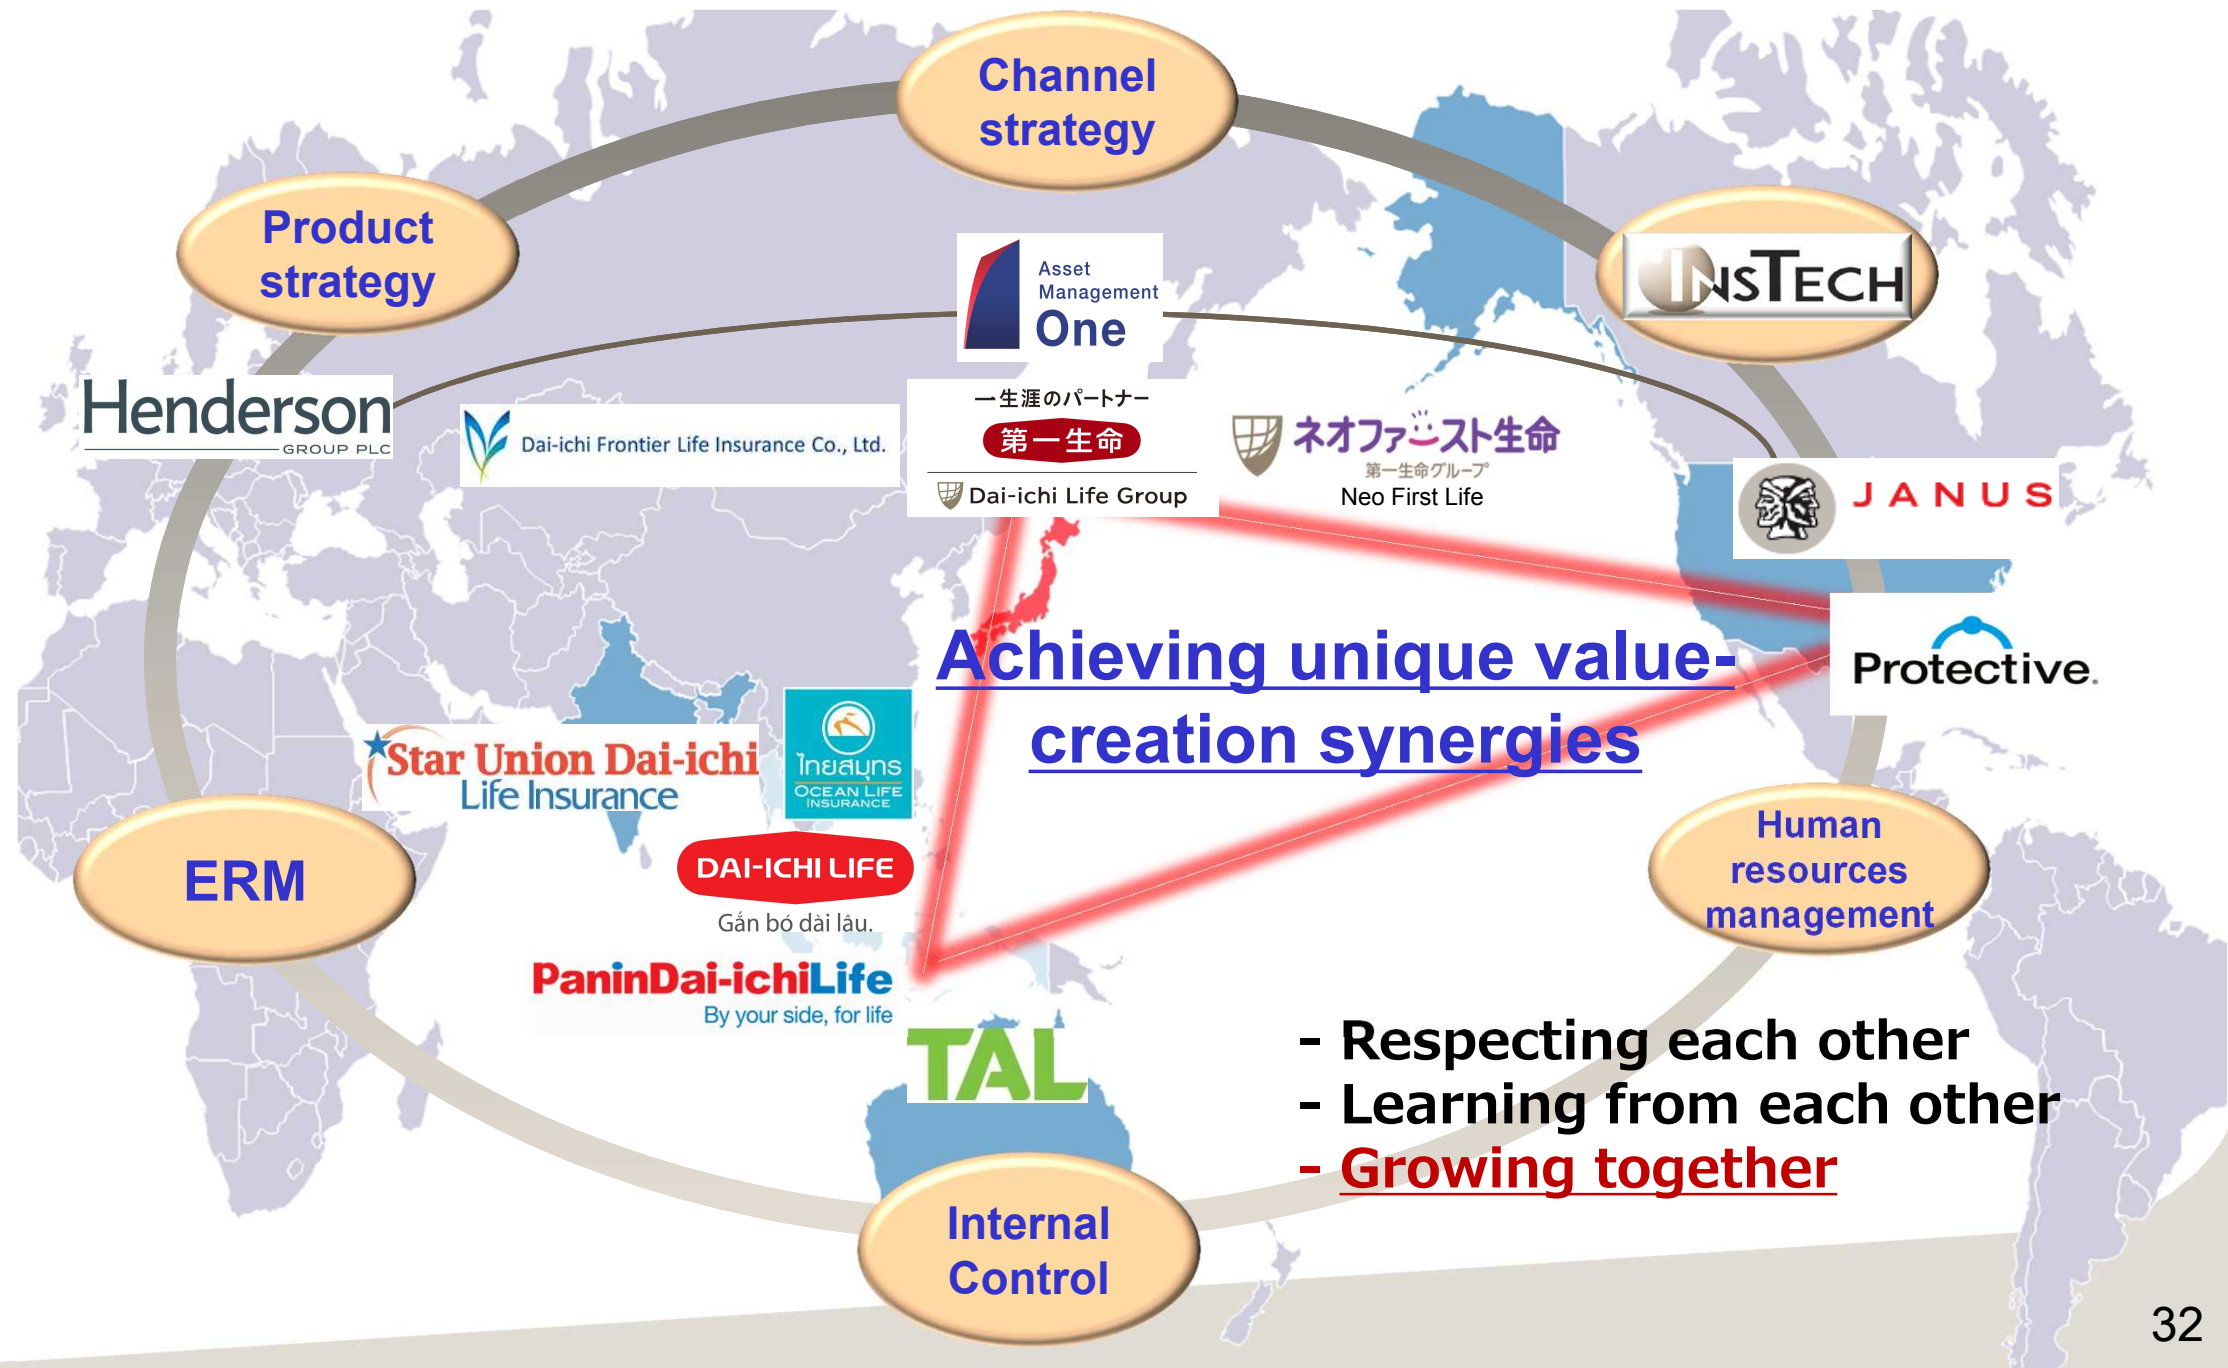 Channel
strategy
Product
strategy
INSTECH
Asset
Management
One
Henderson
GROUP PLC
Dai-ichi Frontier Life Insurance Co., Ltd.
一生涯のパートナー
第一生命
Dai-ichi Life Group
ネオファースト生命
第一生命グループ
Neo First Life
JANUS
Protective.
Achieving unique value-
creation synergies
Star Union Dai-ichi
Life Insurance
ไทยสมุทร
OCEAN LIFE
INSURANCE
DAI-ICHI LIFE
Gắn bó dài lâu.
PaninDai-ichiLife
By your side, for life
TAL
ERM
Human
resources
management
- Respecting each other
- Learning from each other
- Growing together
Internal
Control
32